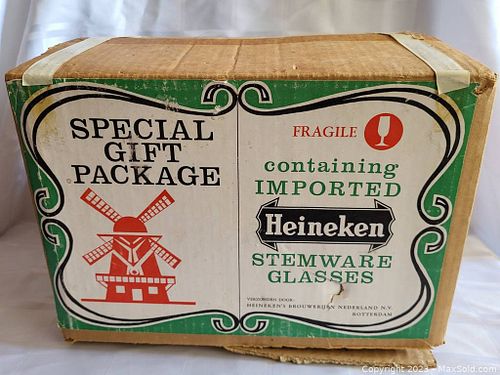 SPECIAL
GIFT
PACKAGE
FRAGILE
containing
IMPORTED
Heineken
STEMWARE
GLASSES
VERZONDEN DOOR:
HEINEKEN'S BROUWERIJEN NEDERLAND N.V.
ROTTERDAM
Copyright 2023 - MaxSold.com